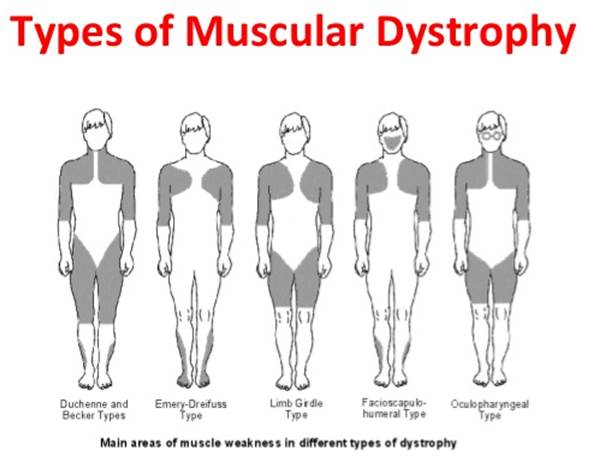 Types of Muscular Dystrophy
Duchenne and
Becker Types
Emery-Dreifuss
Type
Limb Girdle
Type
Facioscapulo-
humeral Type
Oculopharyngeal
Type
Main areas of muscle weakness in different types of dystrophy